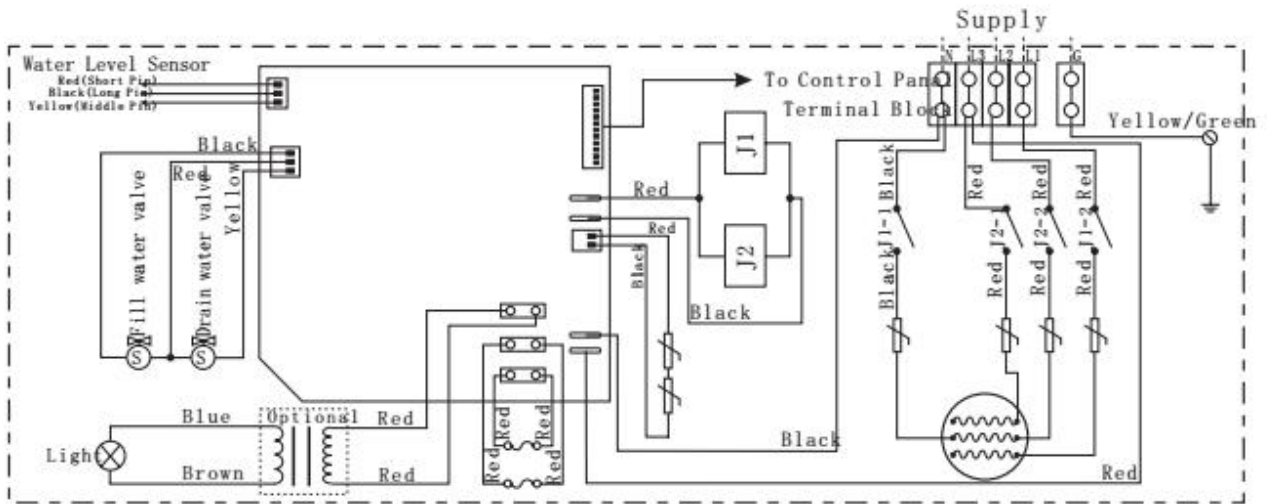 Supply
Water Level Sensor
Red(Short Pin)
Black(Long Pin)
Yellow(Middle Pin)
To Control Panel
N L3 L2 L1 G
Terminal Block
Yellow/Green
Black
Red
Yellow
Fill water valve
Drain water valve
S
S
Red
J1
J2
Red
Black
Black
Black
Red
Red
Red
J1-1
J2-1
J2-2
J1-2
Black
Red
Red
Red
Light
Blue
Brown
Optional
Red
Red
Red
Red
Red
Red
Black
Red